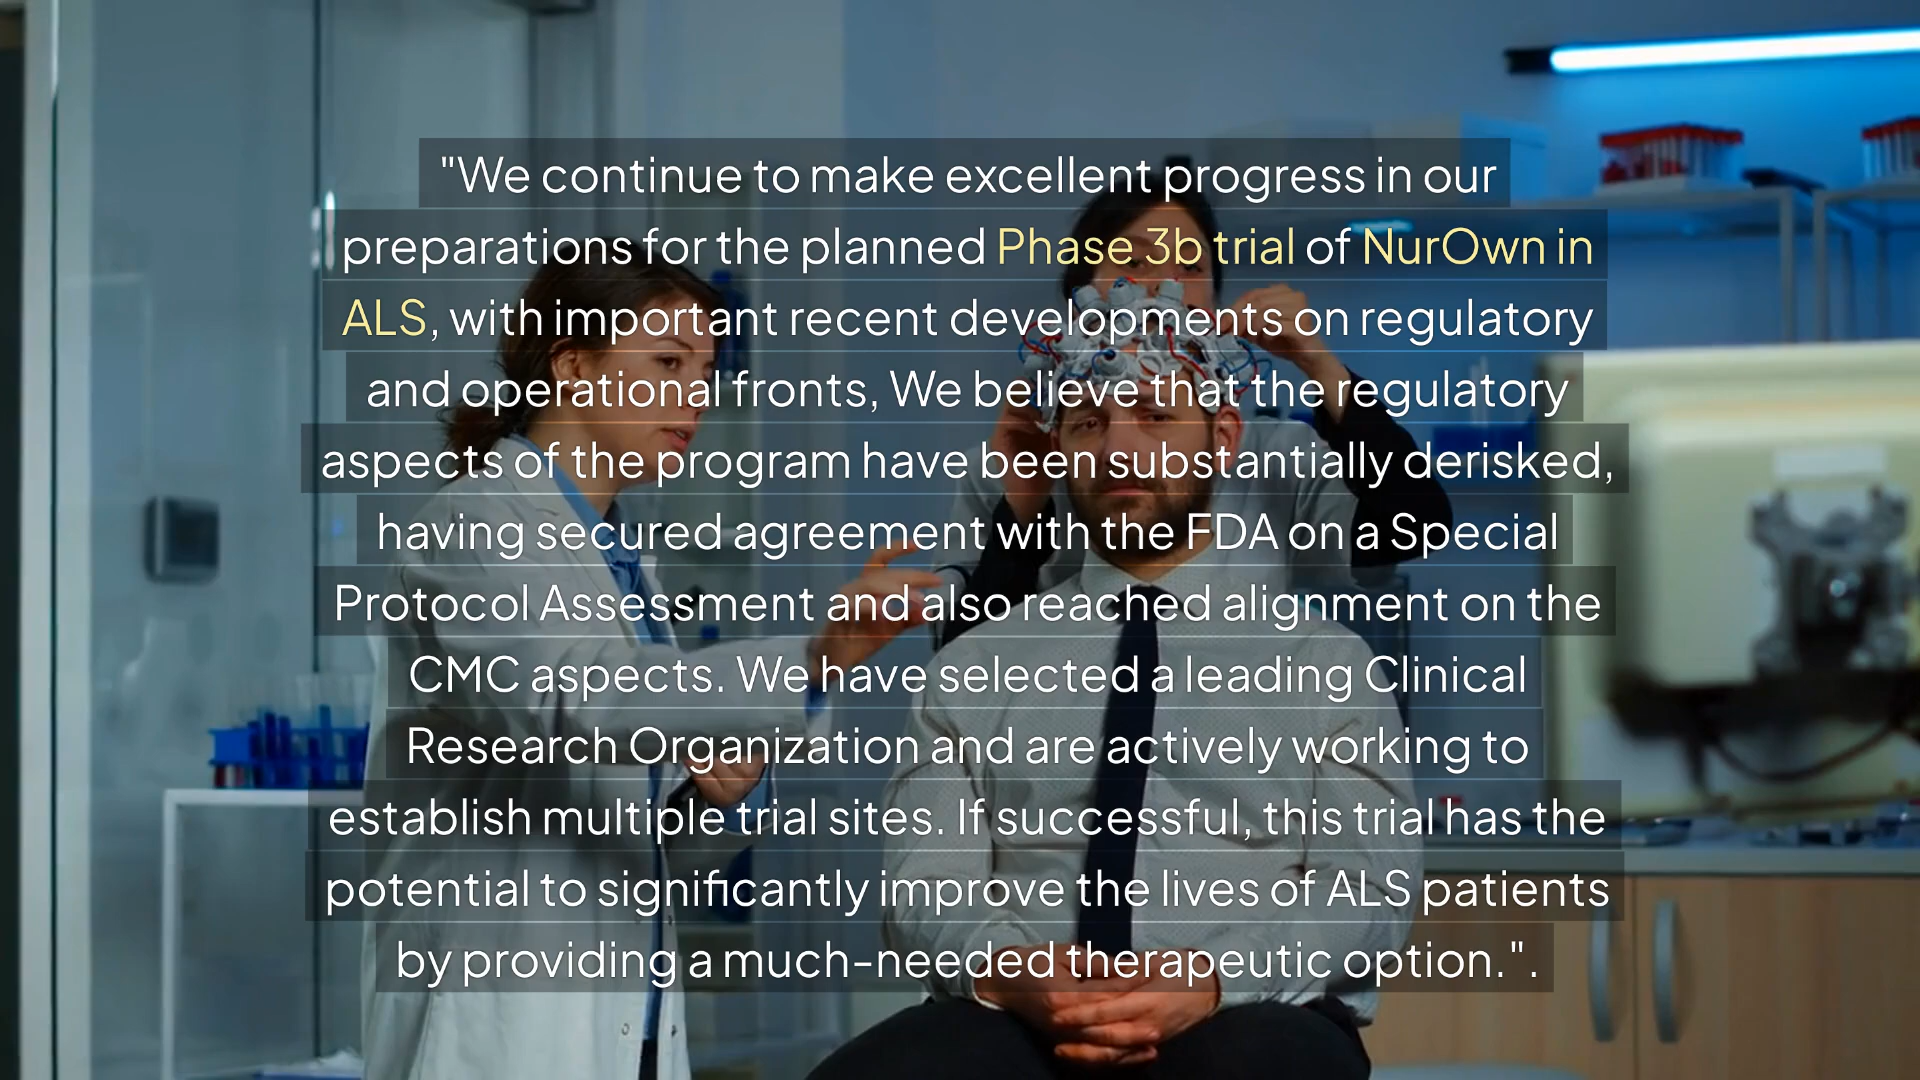 "We continue to make excellent progress in our
preparations for the planned Phase 3b trial of NurOwn in
ALS, with important recent developments on regulatory
and operational fronts, We believe that the regulatory
aspects of the program have been substantially derisked,
having secured agreement with the FDA on a Special
Protocol Assessment and also reached alignment on the
CMC aspects. We have selected a leading Clinical
Research Organization and are actively working to
establish multiple trial sites. If successful, this trial has the
potential to significantly improve the lives of ALS patients
by providing a much-needed therapeutic option.".